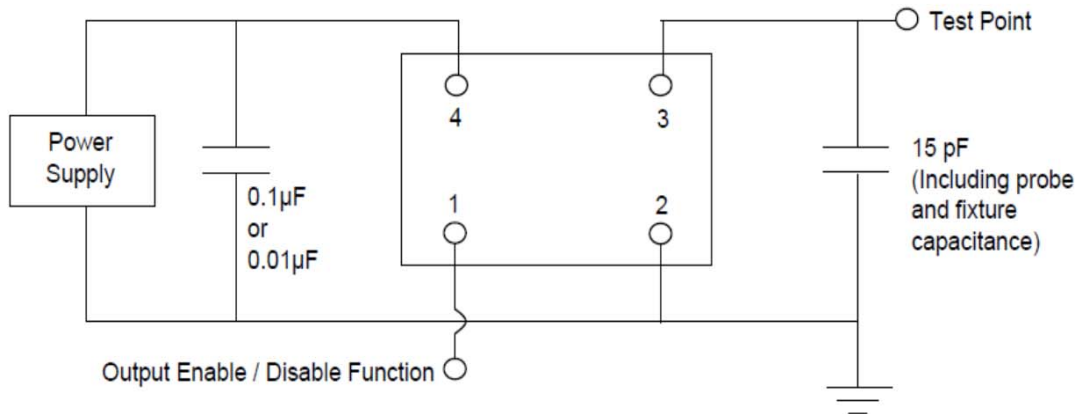 Test Point
4
3
Power
Supply
15 pF
(Including probe
and fixture
capacitance)
0.1µF
or
0.01µF
1
2
Output Enable / Disable Function